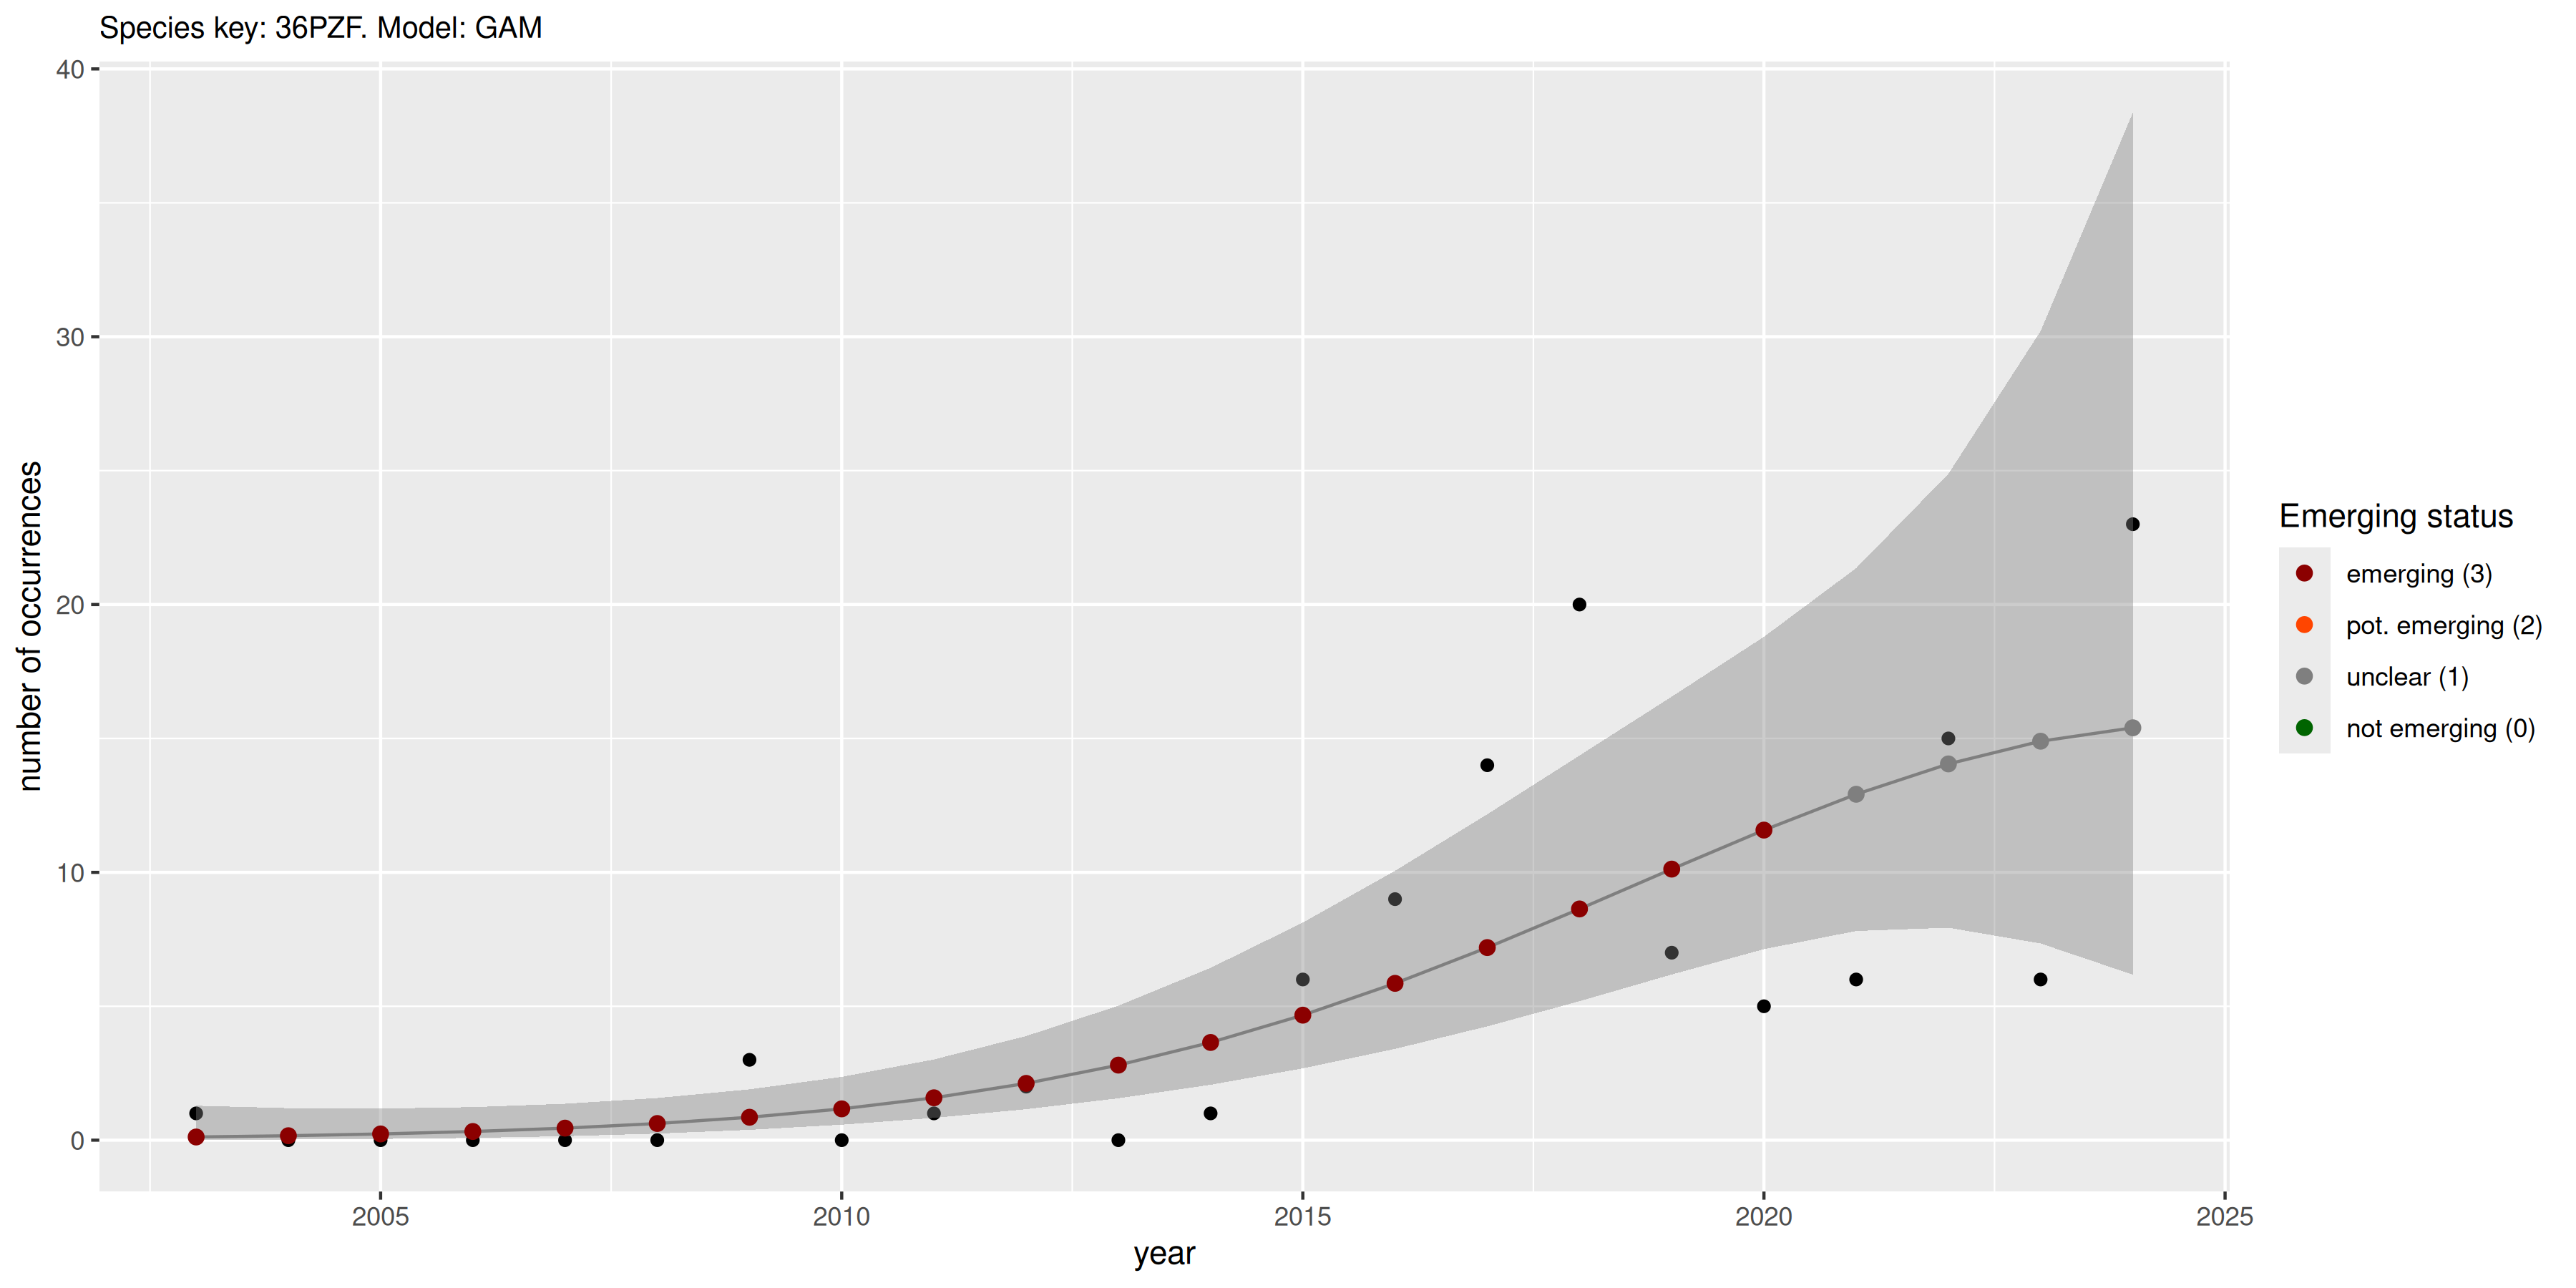 Species key: 36PZF. Model: GAM
40
30
20
10
0
number of occurrences
2005
2010
2015
2020
2025
year
Emerging status
emerging (3)
pot. emerging (2)
unclear (1)
not emerging (0)